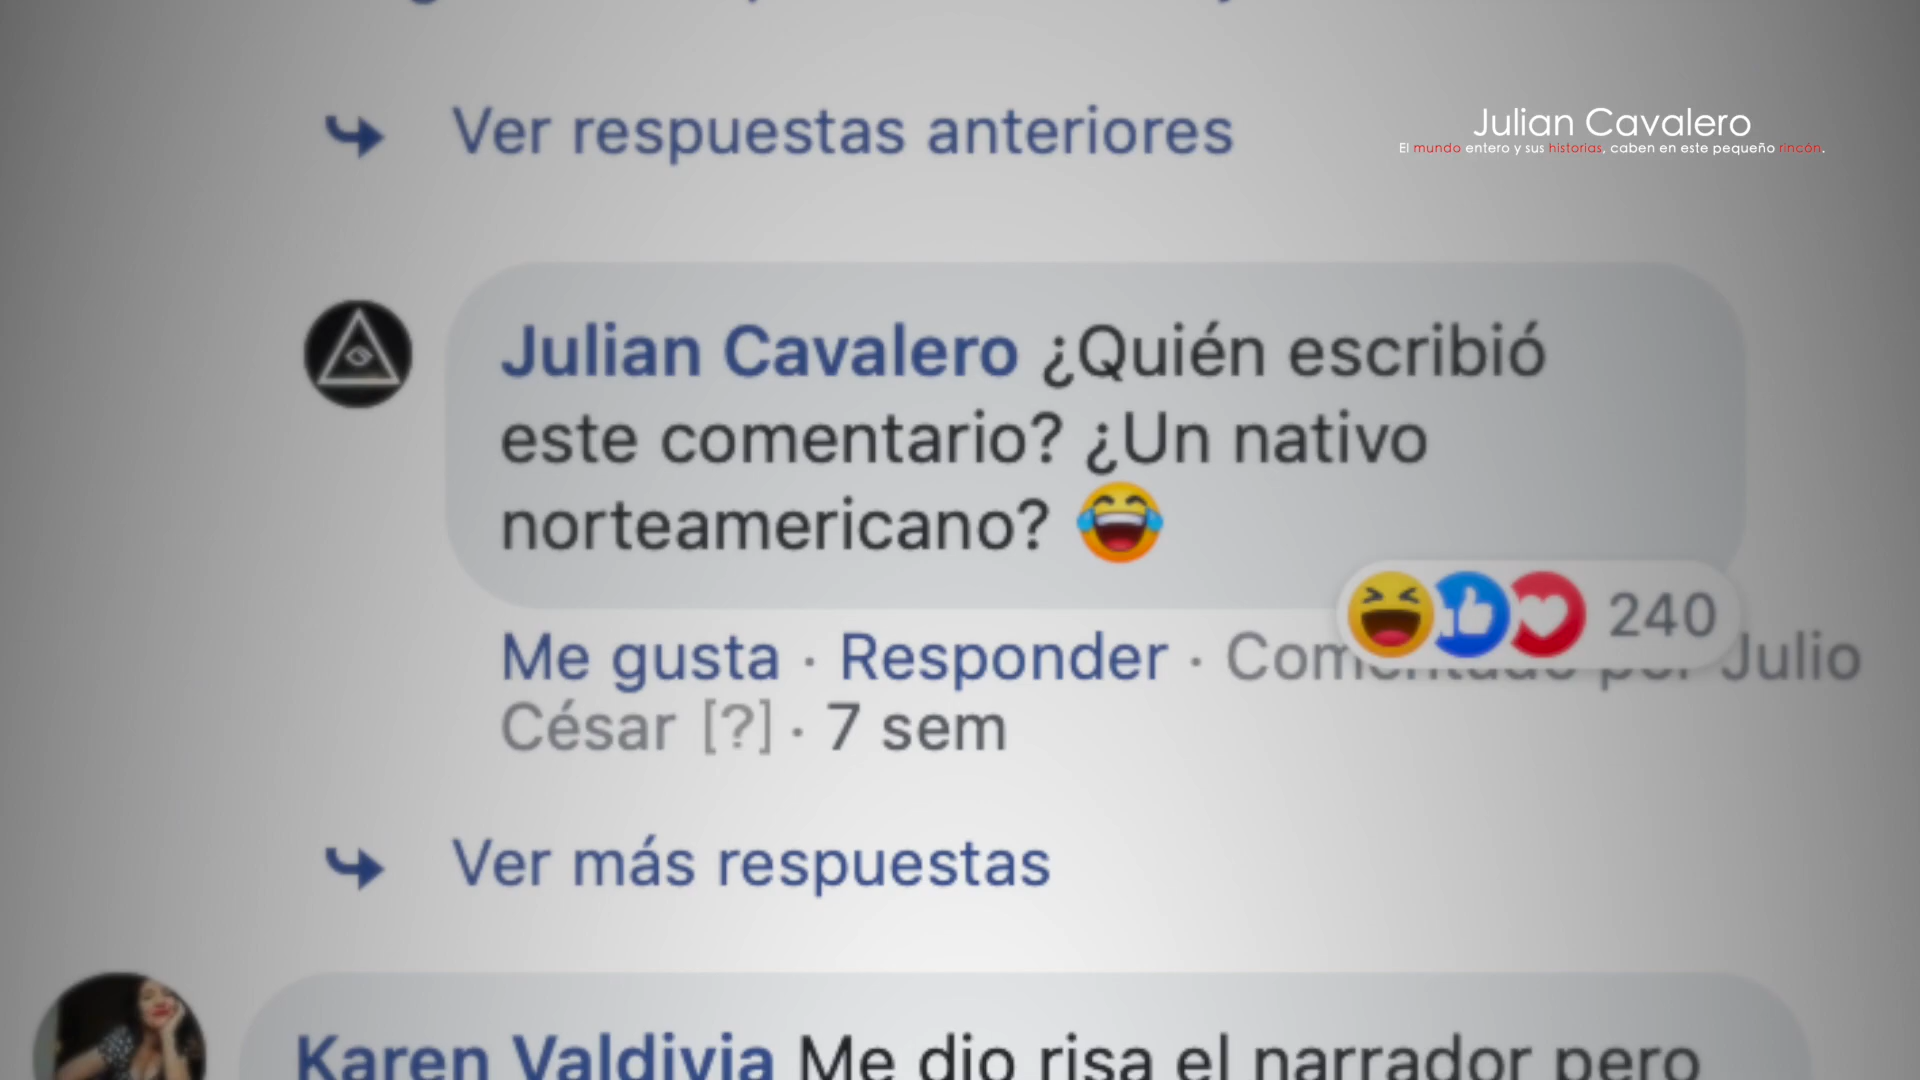 Ver respuestas anteriores
Julian Cavalero
El mundo entero y sus historias, caben en este pequeño rincón.
Julian Cavalero ¿Quién escribió
este comentario? ¿Un nativo
norteamericano? 😂
240
Me gusta · Responder · Comentado por Julio
César [?] · 7 sem
Ver más respuestas
Karen Valdivia Me dio risa el narrador pero